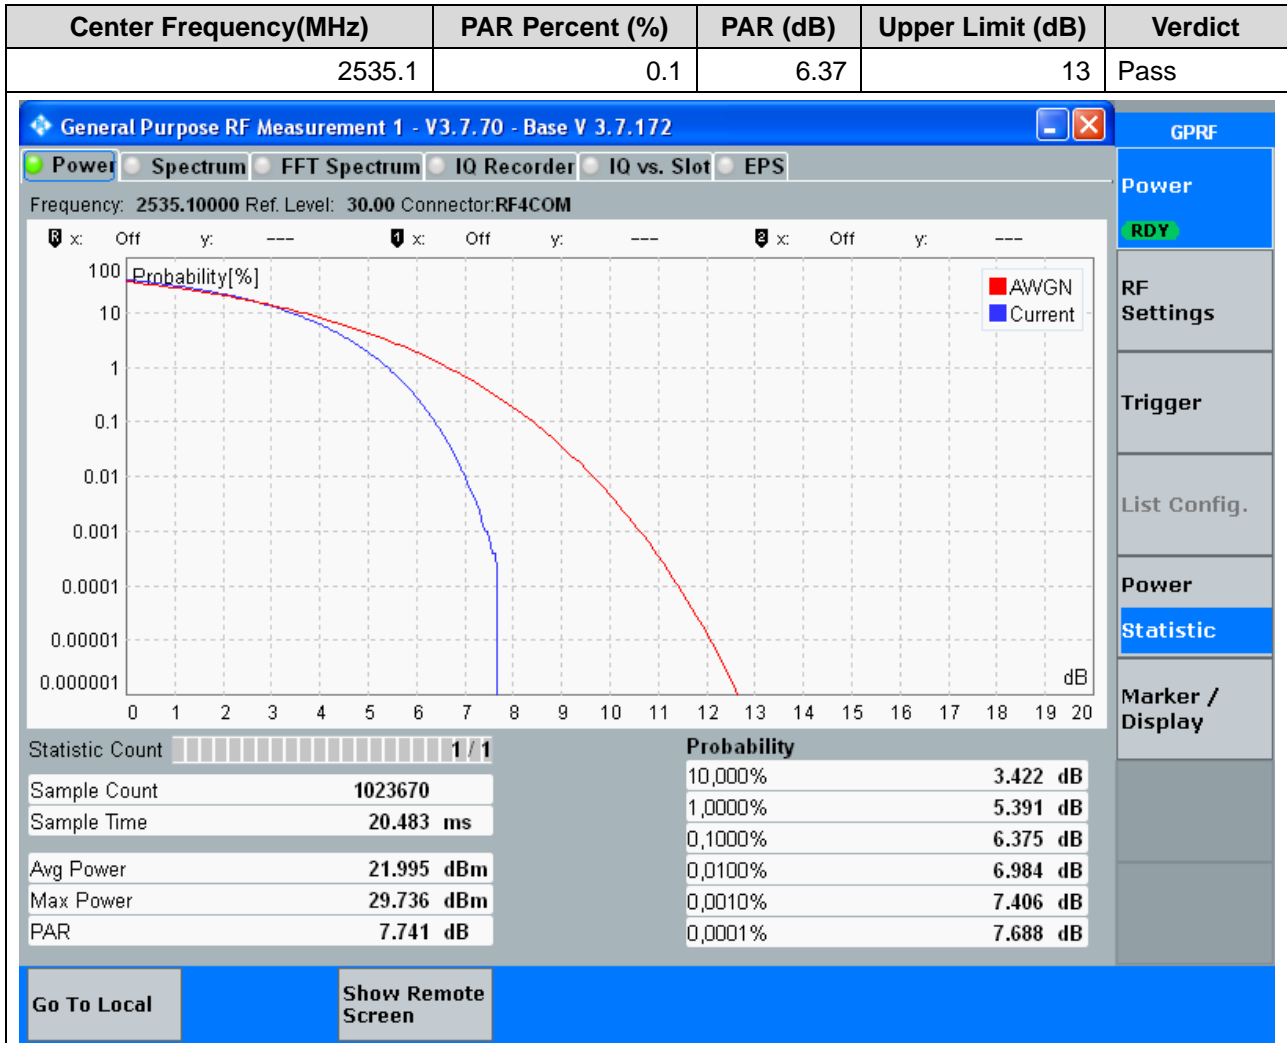 Center Frequency(MHz) PAR Percent (%) PAR (dB) Upper Limit (dB) Verdict
2535.1 0.1 6.37 13 Pass
General Purpose RF Measurement 1 - V3.7.70 - Base V 3.7.172
GPRF
Power Spectrum FFT Spectrum IQ Recorder IQ vs. Slot EPS
Power
RDY
Frequency: 2535.10000 Ref. Level: 30.00 Connector:RF4COM
R x: Off y: --- 1 x: Off y: --- 2 x: Off y: ---
Probability[%]
AWGN
Current
100
10
1
0.1
0.01
0.001
0.0001
0.00001
0.000001
dB
0 1 2 3 4 5 6 7 8 9 10 11 12 13 14 15 16 17 18 19 20
RF
Settings
Trigger
List Config.
Power
Statistic
Marker /
Display
Statistic Count 1 / 1
Sample Count 1023670
Sample Time 20.483 ms
Avg Power 21.995 dBm
Max Power 29.736 dBm
PAR 7.741 dB
Probability
10,000% 3.422 dB
1,0000% 5.391 dB
0,1000% 6.375 dB
0,0100% 6.984 dB
0,0010% 7.406 dB
0,0001% 7.688 dB
Go To Local
Show Remote
Screen